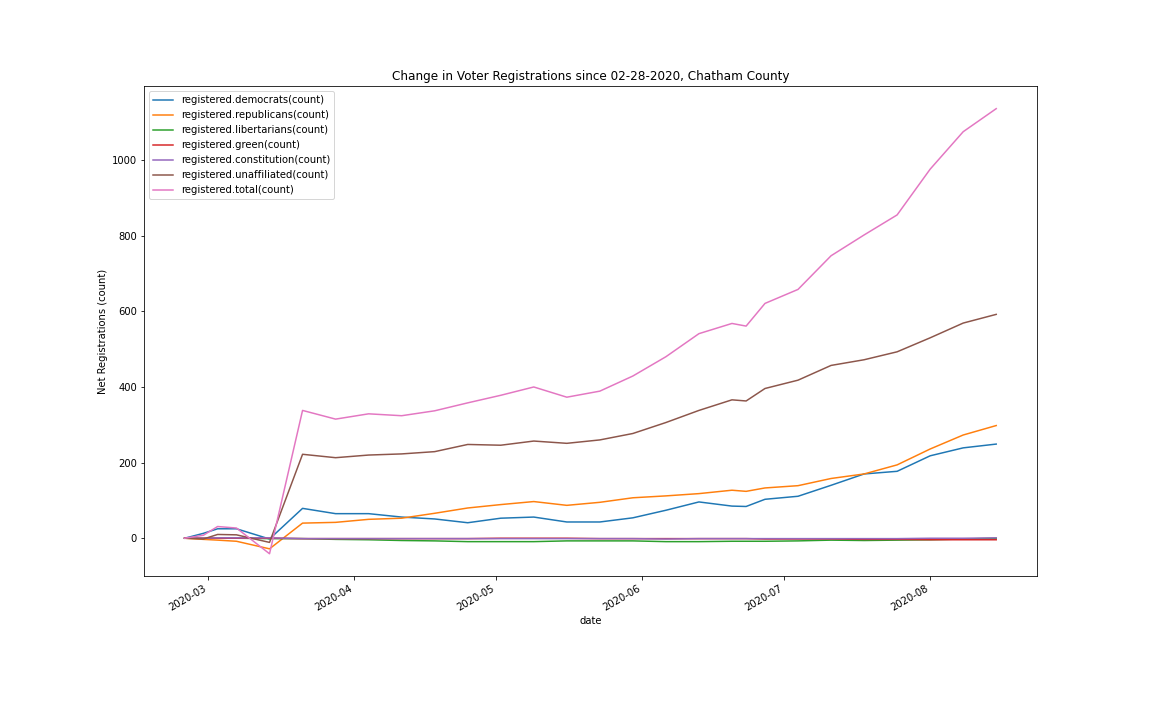 Change in Voter Registrations since 02-28-2020, Chatham County
registered.democrats(count)
registered.republicans(count)
registered.libertarians(count)
registered.green(count)
registered.constitution(count)
registered.unaffiliated(count)
registered.total(count)
Net Registrations (count)
1000
800
600
400
200
0
2020-03
2020-04
2020-05
2020-06
2020-07
2020-08
date